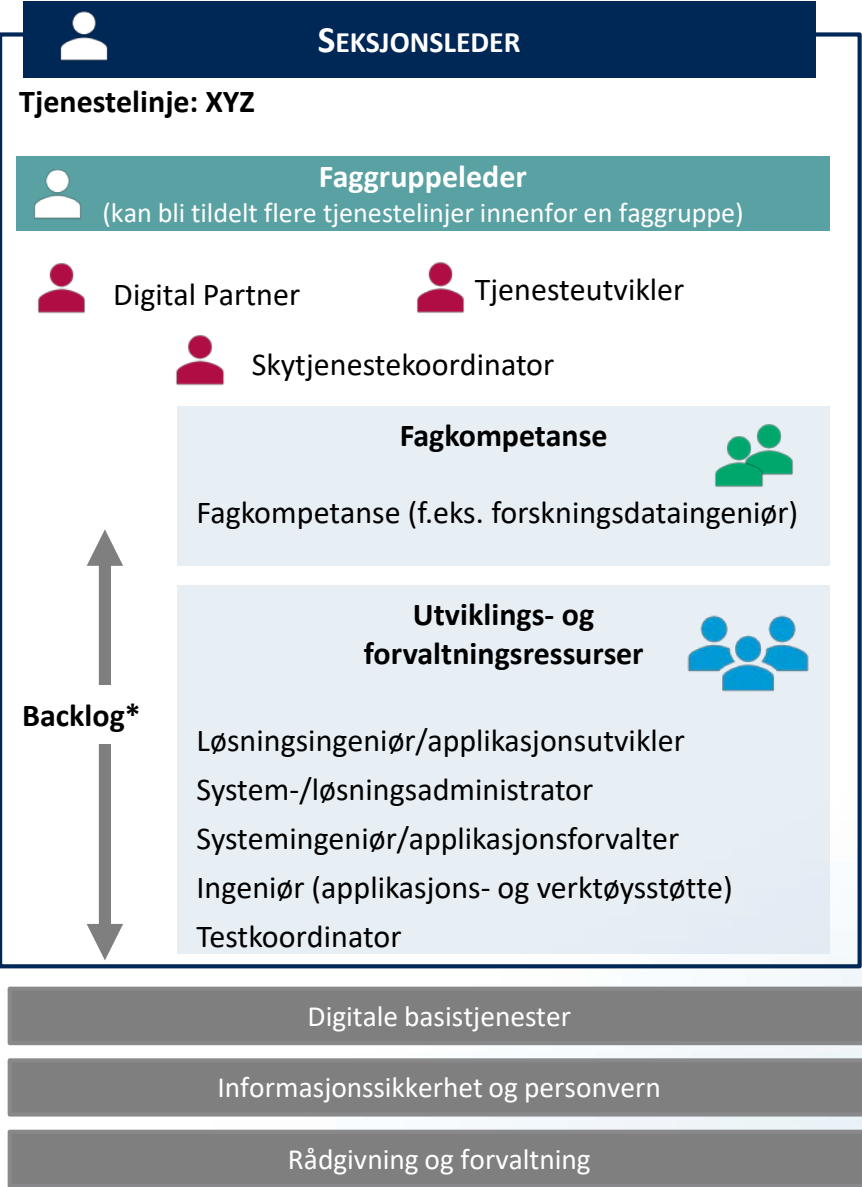 SEKSJONSLEDER
Tjenestelinje: XYZ
Faggruppeleder
(kan bli tildelt flere tjenestelinjer innenfor en faggruppe)
Digital Partner
Tjenesteutvikler
Skytjenestekoordinator
Fagkompetanse
Fagkompetanse (f.eks. forskningsdataingeniør)
Utviklings- og
forvaltningsressurser
Backlog*
Løsningsingeniør/applikasjonsutvikler
System-/løsningsadministrator
Systemingeniør/applikasjonsforvalter
Ingeniør (applikasjons- og verktøysstøtte)
Testkoordinator
Digitale basistjenester
Informasjonssikkerhet og personvern
Rådgivning og forvaltning